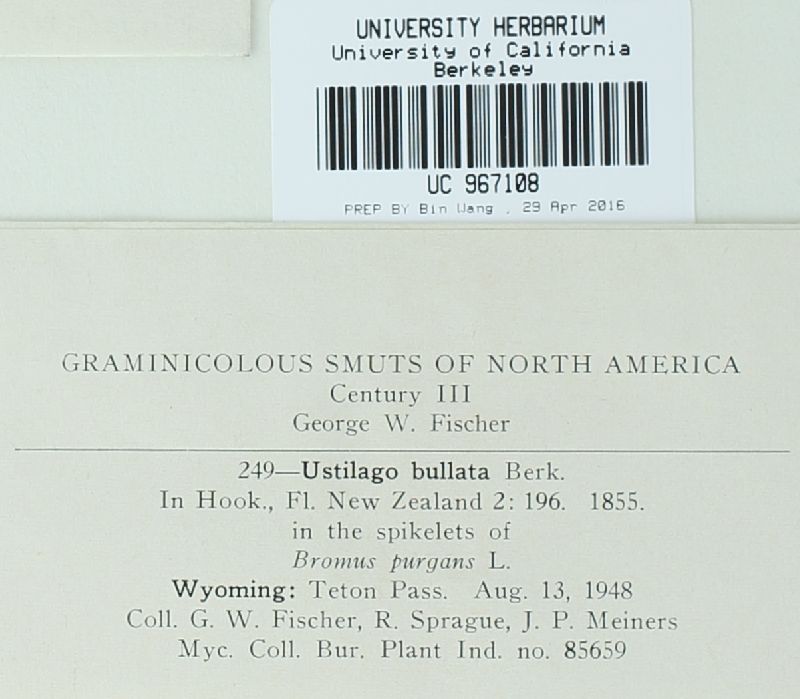 UNIVERSITY HERBARIUM
University of California
Berkeley
UC 967108
PREP BY Bin Wang , 29 Apr 2016
GRAMINICOLOUS SMUTS OF NORTH AMERICA
Century III
George W. Fischer
249—Ustilago bullata Berk.
In Hook., Fl. New Zealand 2: 196. 1855.
in the spikelets of
Bromus purgans L.
Wyoming: Teton Pass. Aug. 13, 1948
Coll. G. W. Fischer, R. Sprague, J. P. Meiners
Myc. Coll. Bur. Plant Ind. no. 85659